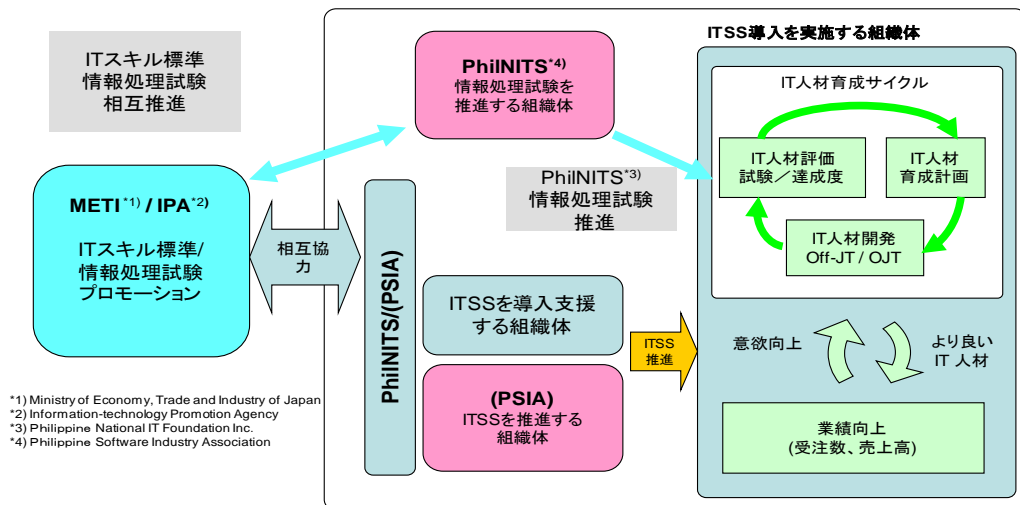 ITスキル標準
情報処理試験
相互推進
METI *1) / IPA*2)
ITスキル標準/
情報処理試験
プロモーション
相互協
力
PhilNITS*4)
情報処理試験を
推進する組織体
PhilNITS*3)
情報処理試験
推進
PhilNITS/(PSIA)
ITSSを導入支援
する組織体
(PSIA)
ITSSを推進する
組織体
ITSS
推進
ITSS導入を実施する組織体
IT人材育成サイクル
IT人材評価
試験／達成度
IT人材
育成計画
IT人材開発
Off-JT / OJT
意欲向上
より良い
IT 人材
業績向上
(受注数、売上高)
*1) Ministry of Economy, Trade and Industry of Japan
*2) Information-technology Promotion Agency
*3) Philippine National IT Foundation Inc.
*4) Philippine Software Industry Association